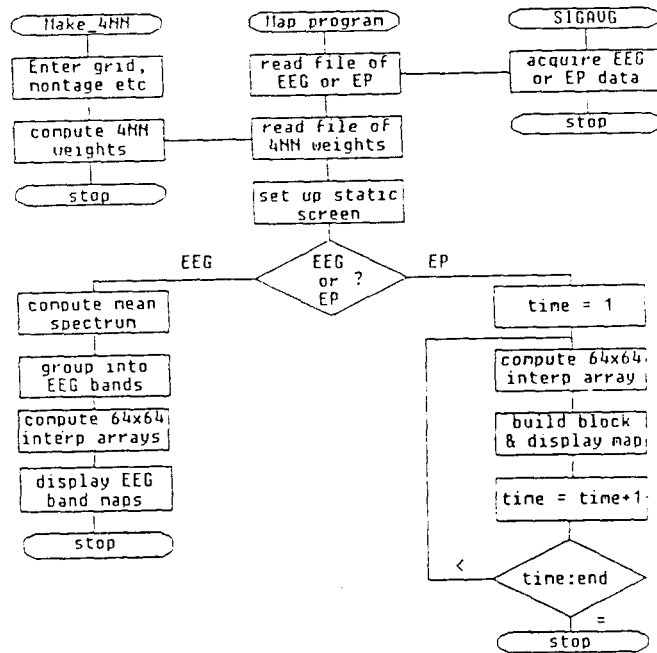 Make_4NN
Enter grid,
montage etc
compute 4NN
weights
stop
Map program
read file of
EEG or EP
read file of
4NN weights
set up static
screen
SIGAVG
acquire EEG
or EP data
stop
EEG
EEG
or ?
EP
EP
compute mean
spectrum
group into
EEG bands
compute 64x64
interp arrays
display EEG
band maps
stop
time = 1
compute 64x64
interp array
build block
& display map
time = time+1
<
time:end
=
stop